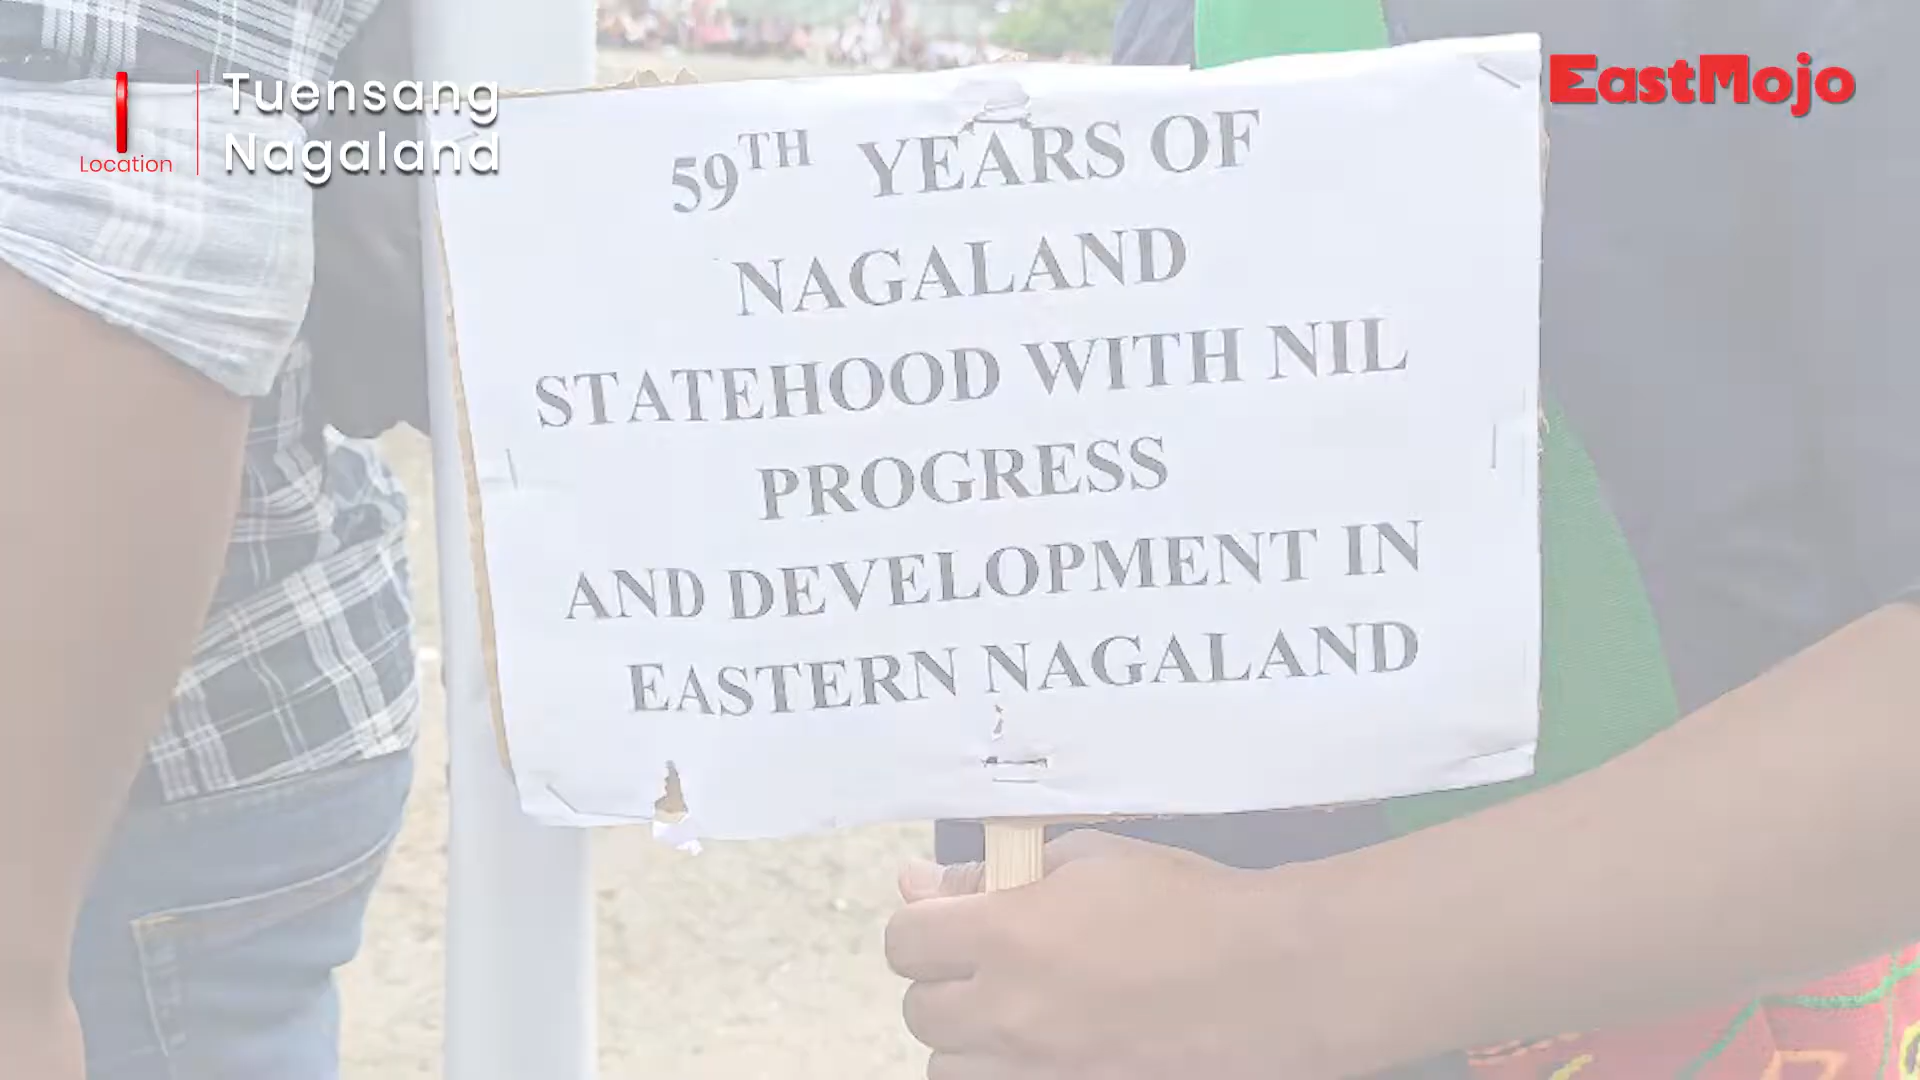 Location
Tuensang
Nagaland
EastMojo
59TH YEARS OF
NAGALAND
STATEHOOD WITH NIL
PROGRESS
AND DEVELOPMENT IN
EASTERN NAGALAND